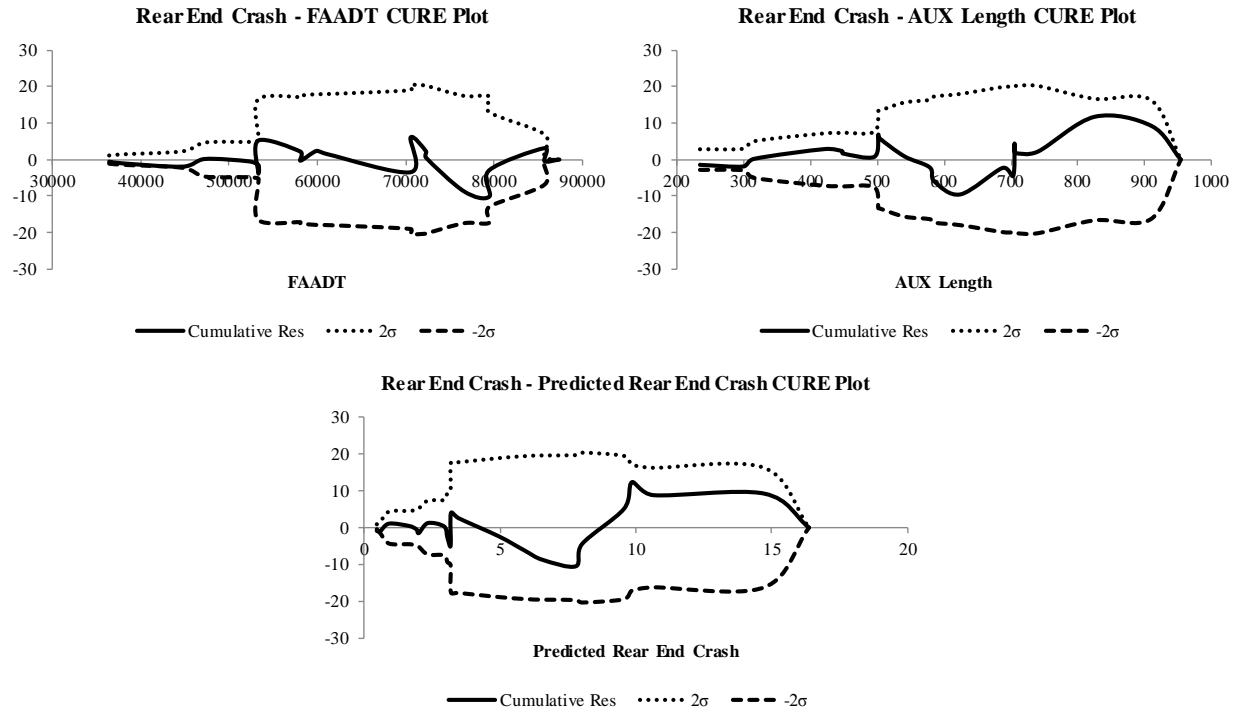 Rear End Crash - FAADT CURE Plot
30
20
10
0
-10
-20
-30
30000 40000 50000 60000 70000 80000 90000
FAADT
Cumulative Res 2σ -2σ
Rear End Crash - AUX Length CURE Plot
30
20
10
0
-10
-20
-30
200 300 400 500 600 700 800 900 1000
AUX Length
Cumulative Res 2σ -2σ
Rear End Crash - Predicted Rear End Crash CURE Plot
30
20
10
0
-10
-20
-30
0 5 10 15 20
Predicted Rear End Crash
Cumulative Res 2σ -2σ